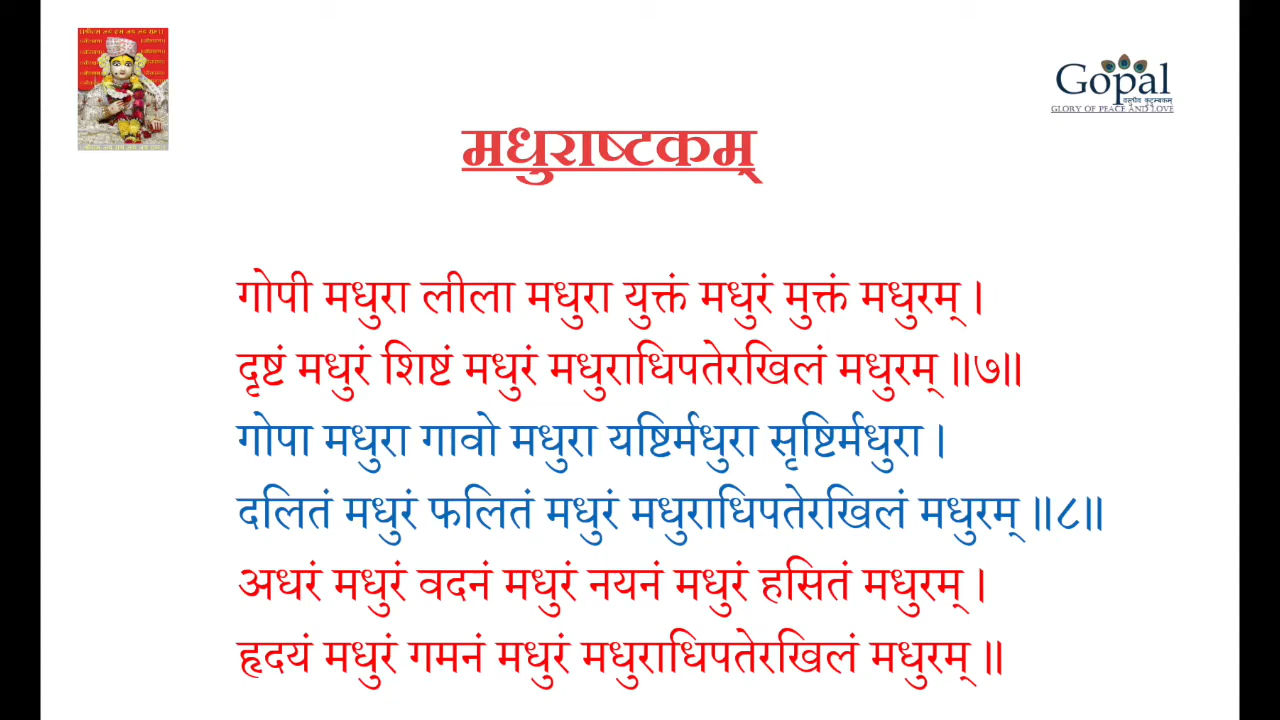 Gopal
वसुधैव कुटुम्बकम्
GLORY OF PEACE AND LOVE
मधुराष्टकम्
गोपी मधुरा लीला मधुरा युक्तं मधुरं मुक्तं मधुरम् ।
दृष्टं मधुरं शिष्टं मधुरं मधुराधिपतेरखिलं मधुरम् ॥७॥
गोपा मधुरा गावो मधुरा यष्टिर्मधुरा सृष्टिर्मधुरा ।
दलितं मधुरं फलितं मधुरं मधुराधिपतेरखिलं मधुरम् ॥८॥
अधरं मधुरं वदनं मधुरं नयनं मधुरं हसितं मधुरम् ।
हृदयं मधुरं गमनं मधुरं मधुराधिपतेरखिलं मधुरम् ॥